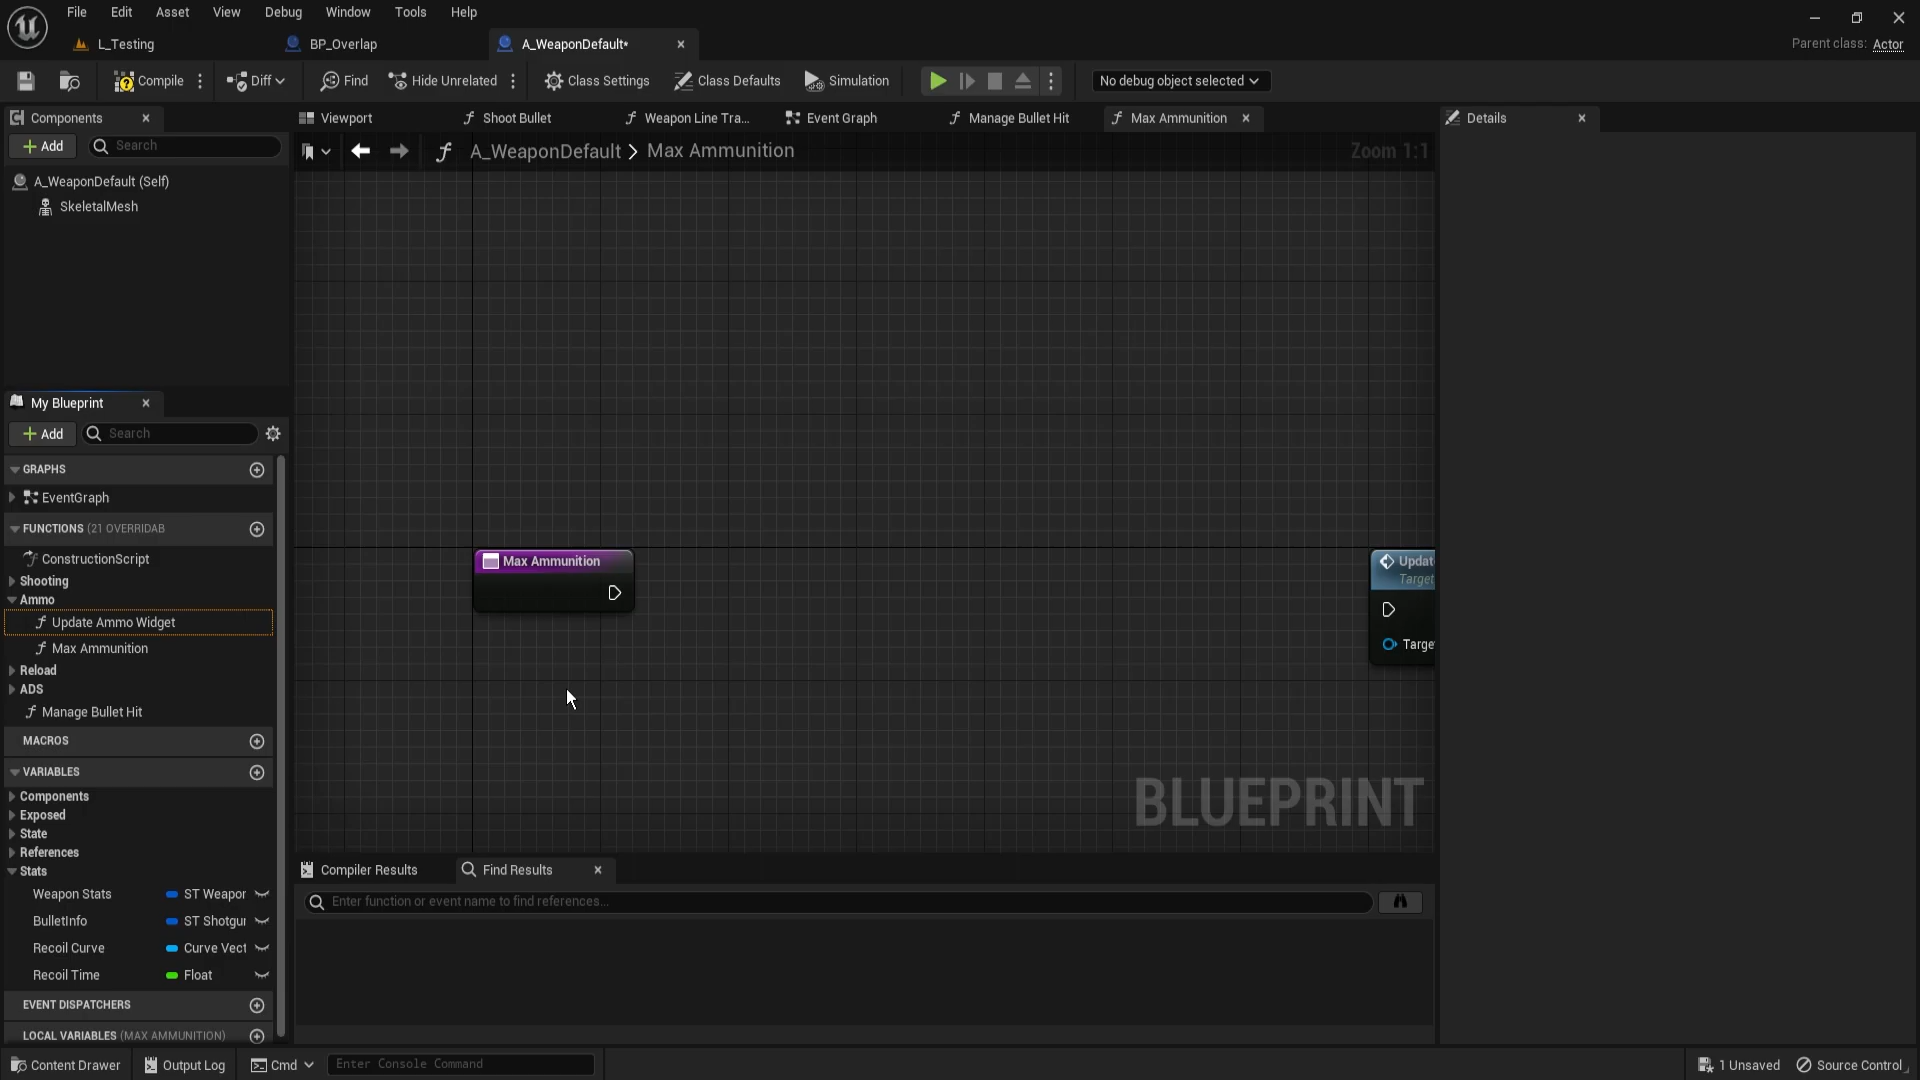 File Edit Asset View Debug Window Tools Help
L_Testing BP_Overlap A_WeaponDefault* Parent class: Actor
Compile Diff Find Hide Unrelated Class Settings Class Defaults Simulation No debug object selected
Components Viewport Shoot Bullet Weapon Line Tra... Event Graph Manage Bullet Hit Max Ammunition Details
Add Search A_WeaponDefault > Max Ammunition Zoom 1:1
A_WeaponDefault (Self)
SkeletalMesh
My Blueprint
Add Search
GRAPHS
EventGraph
FUNCTIONS (21 OVERRIDAB
ConstructionScript
Shooting
Ammo
Update Ammo Widget
Max Ammunition
Reload
ADS
Manage Bullet Hit
MACROS
VARIABLES
Components
Exposed
State
References
Stats
Weapon Stats ST Weapor
BulletInfo ST Shotgur
Recoil Curve Curve Vect
Recoil Time Float
EVENT DISPATCHERS
LOCAL VARIABLES (MAX AMMUNITION)
Max Ammunition
Updat
Target
Targe
BLUEPRINT
Compiler Results Find Results
Enter function or event name to find references...
Content Drawer Output Log Cmd Enter Console Command 1 Unsaved Source Control